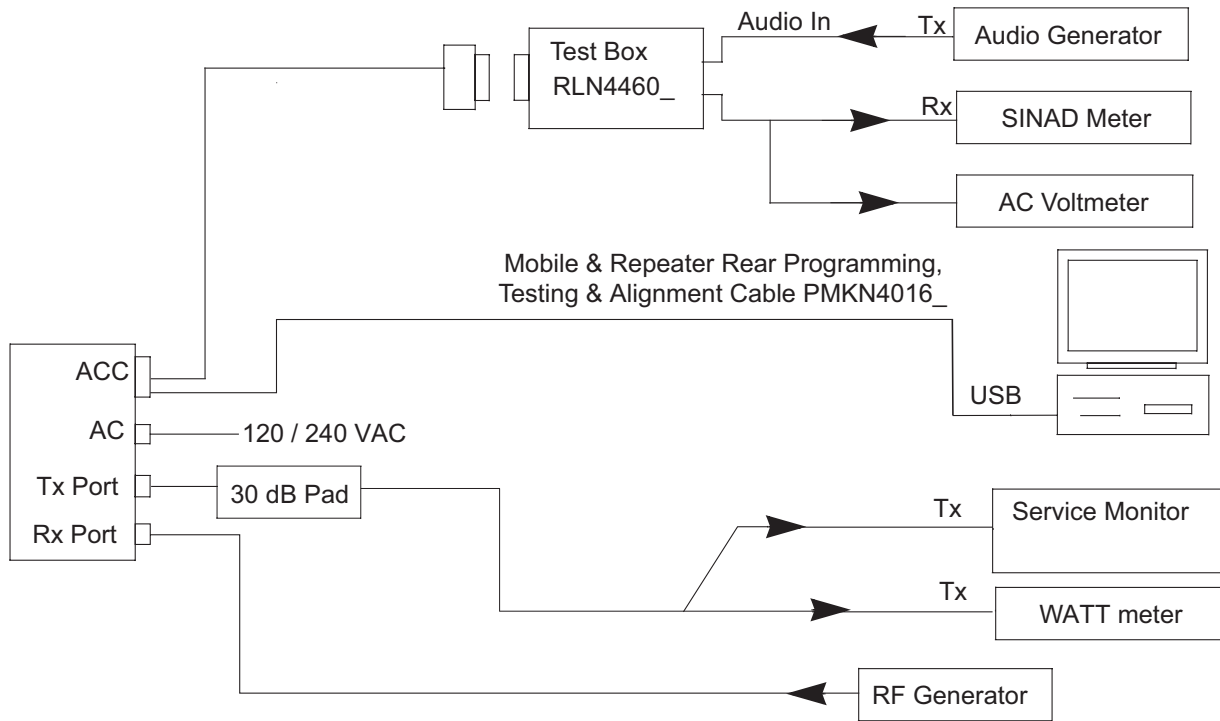 Audio In
Tx
Audio Generator
Test Box
RLN4460_
Rx
SINAD Meter
AC Voltmeter
Mobile & Repeater Rear Programming,
Testing & Alignment Cable PMKN4016_
ACC
USB
AC
120 / 240 VAC
Tx Port
30 dB Pad
Rx Port
Tx
Service Monitor
Tx
WATT meter
RF Generator